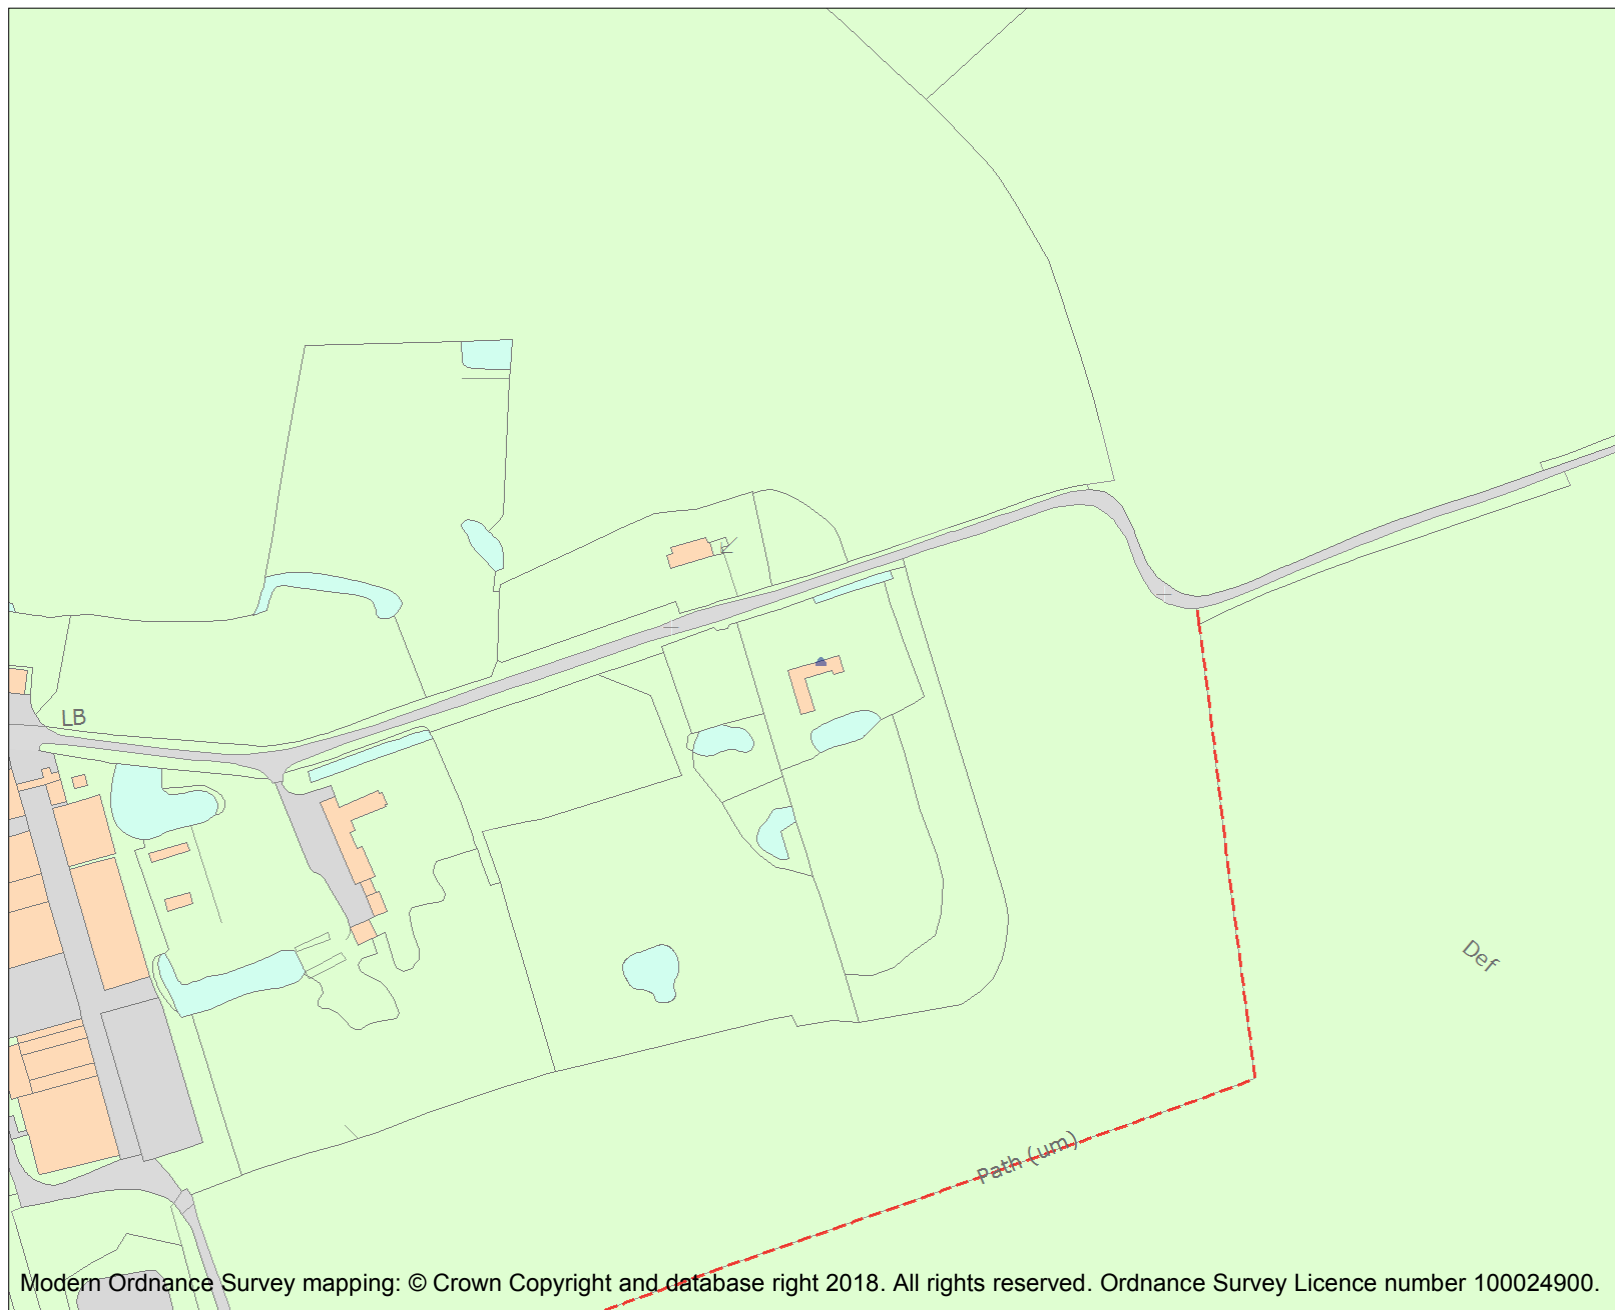 LB
Def
Path (um)
Modern Ordnance Survey mapping: © Crown Copyright and database right 2018. All rights reserved. Ordnance Survey Licence number 100024900.